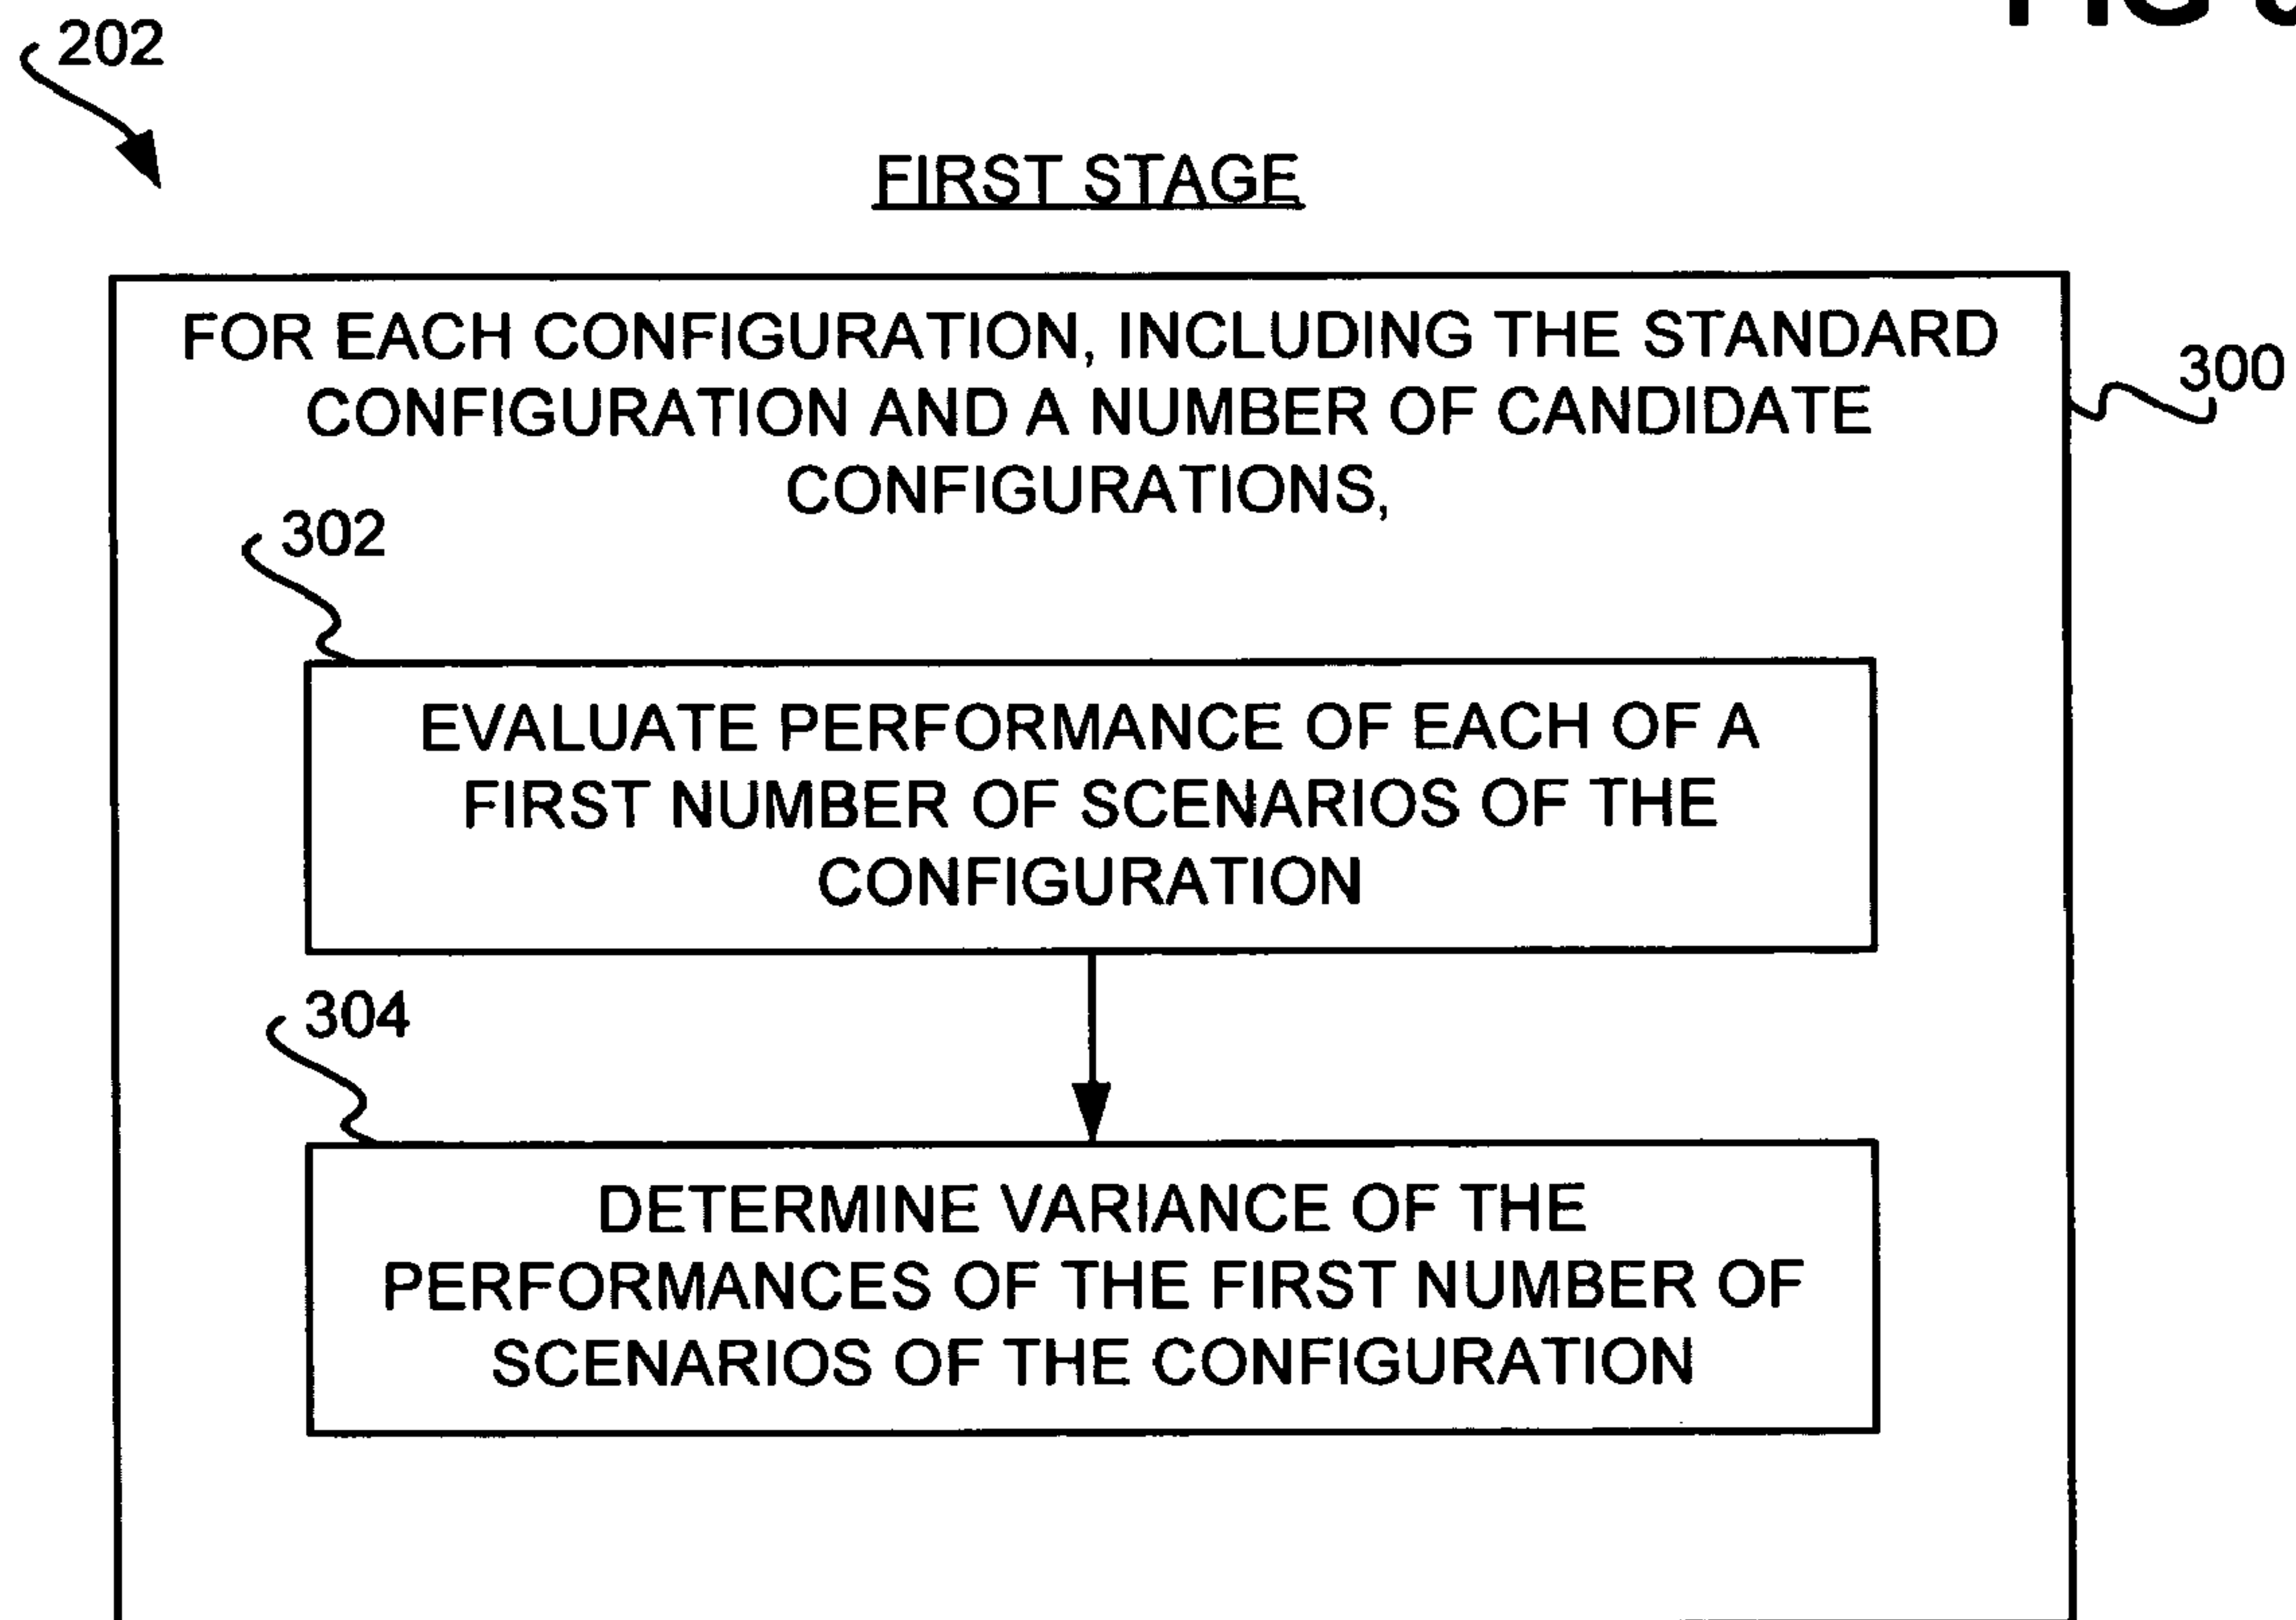 202
FIRST STAGE
FOR EACH CONFIGURATION, INCLUDING THE STANDARD
CONFIGURATION AND A NUMBER OF CANDIDATE
CONFIGURATIONS,
300
302
EVALUATE PERFORMANCE OF EACH OF A
FIRST NUMBER OF SCENARIOS OF THE
CONFIGURATION
304
DETERMINE VARIANCE OF THE
PERFORMANCES OF THE FIRST NUMBER OF
SCENARIOS OF THE CONFIGURATION